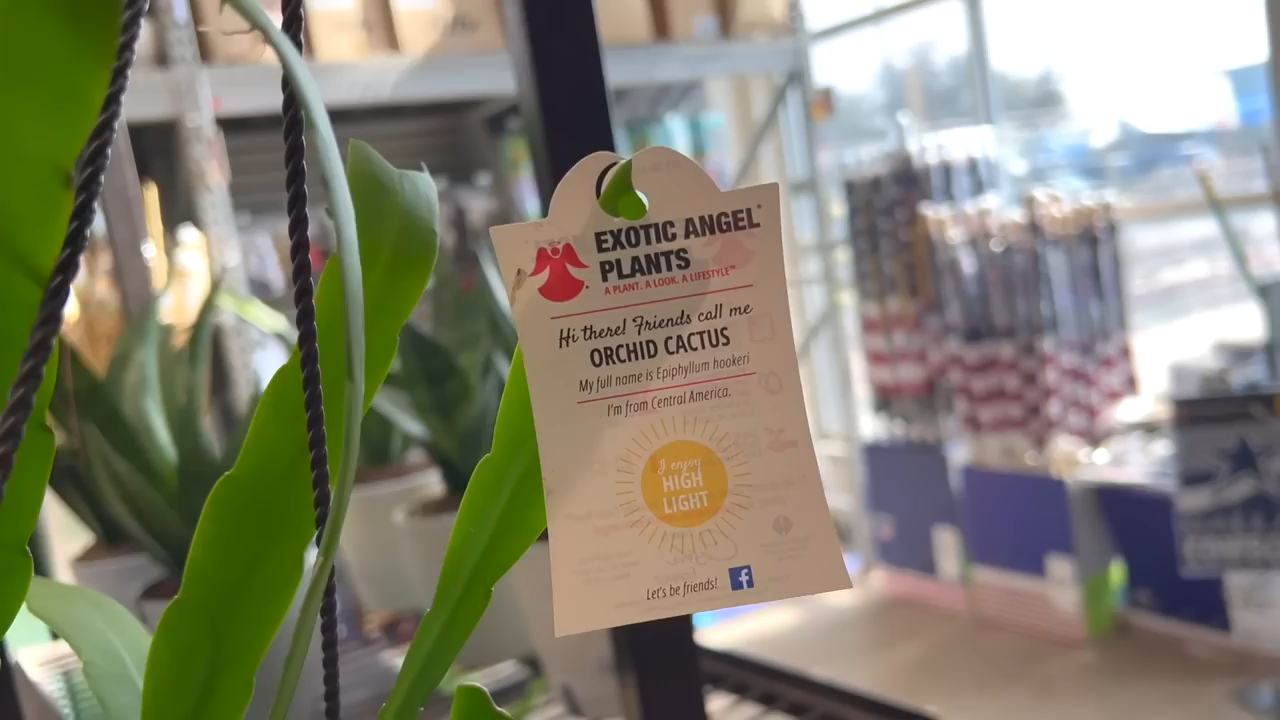 EXOTIC ANGEL®
PLANTS
A PLANT. A LOOK. A LIFESTYLE™
Hi there! Friends call me
ORCHID CACTUS
My full name is Epiphyllum hookeri
I'm from Central America.
I enjoy
HIGH
LIGHT
Let's be friends!